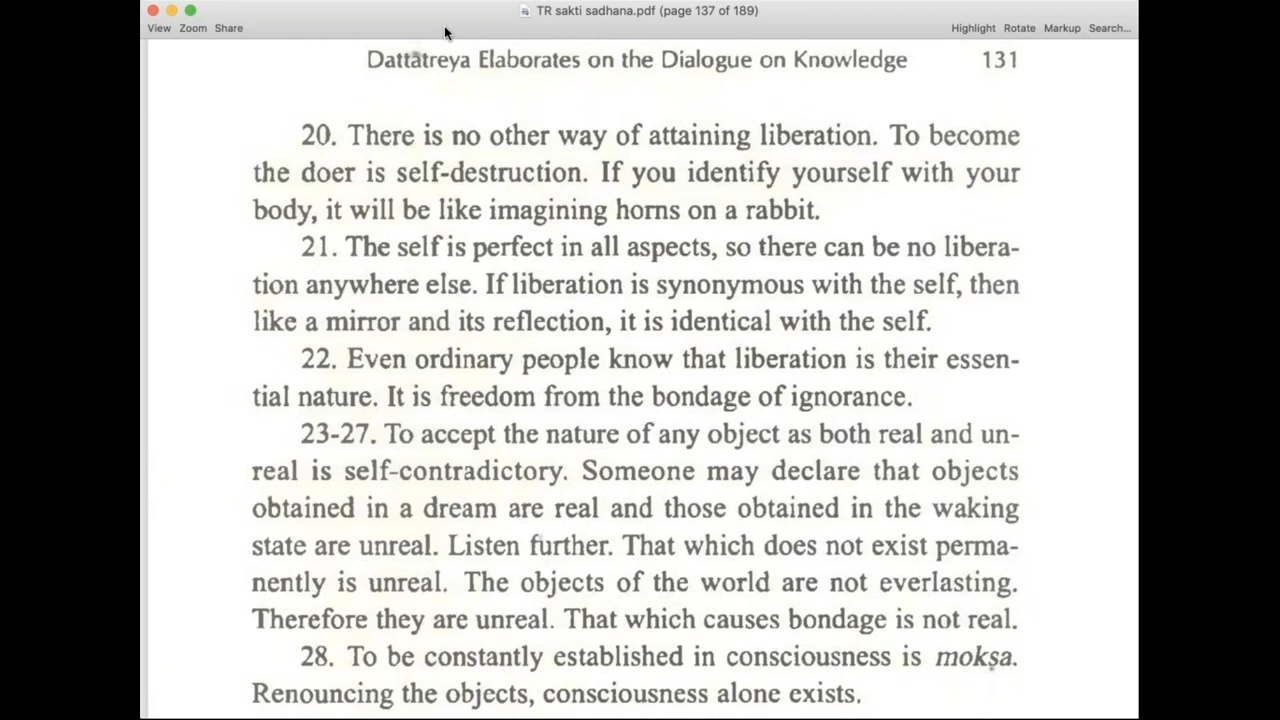 TR sakti sadhana.pdf (page 137 of 189)
View Zoom Share Highlight Rotate Markup Search...
Dattātreya Elaborates on the Dialogue on Knowledge 131
20. There is no other way of attaining liberation. To become
the doer is self-destruction. If you identify yourself with your
body, it will be like imagining horns on a rabbit.
21. The self is perfect in all aspects, so there can be no libera-
tion anywhere else. If liberation is synonymous with the self, then
like a mirror and its reflection, it is identical with the self.
22. Even ordinary people know that liberation is their essen-
tial nature. It is freedom from the bondage of ignorance.
23-27. To accept the nature of any object as both real and un-
real is self-contradictory. Someone may declare that objects
obtained in a dream are real and those obtained in the waking
state are unreal. Listen further. That which does not exist perma-
nently is unreal. The objects of the world are not everlasting.
Therefore they are unreal. That which causes bondage is not real.
28. To be constantly established in consciousness is mokṣa.
Renouncing the objects, consciousness alone exists.